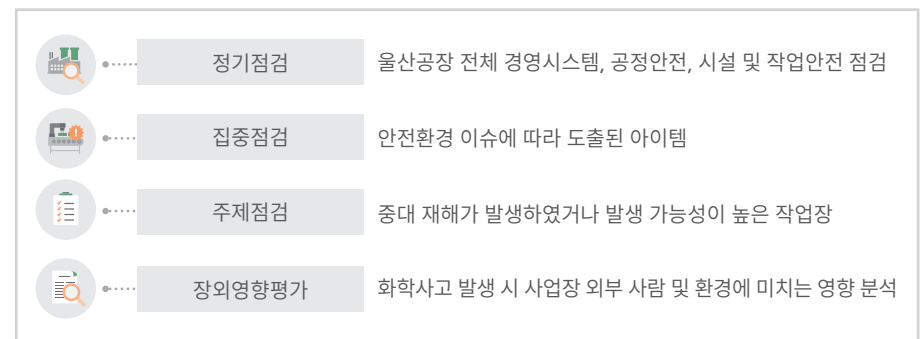 정기점검 울산공장 전체 경영시스템, 공정안전, 시설 및 작업안전 점검
집중점검 안전환경 이슈에 따라 도출된 아이템
주제점검 중대 재해가 발생하였거나 발생 가능성이 높은 작업장
장외영향평가 화학사고 발생 시 사업장 외부 사람 및 환경에 미치는 영향 분석